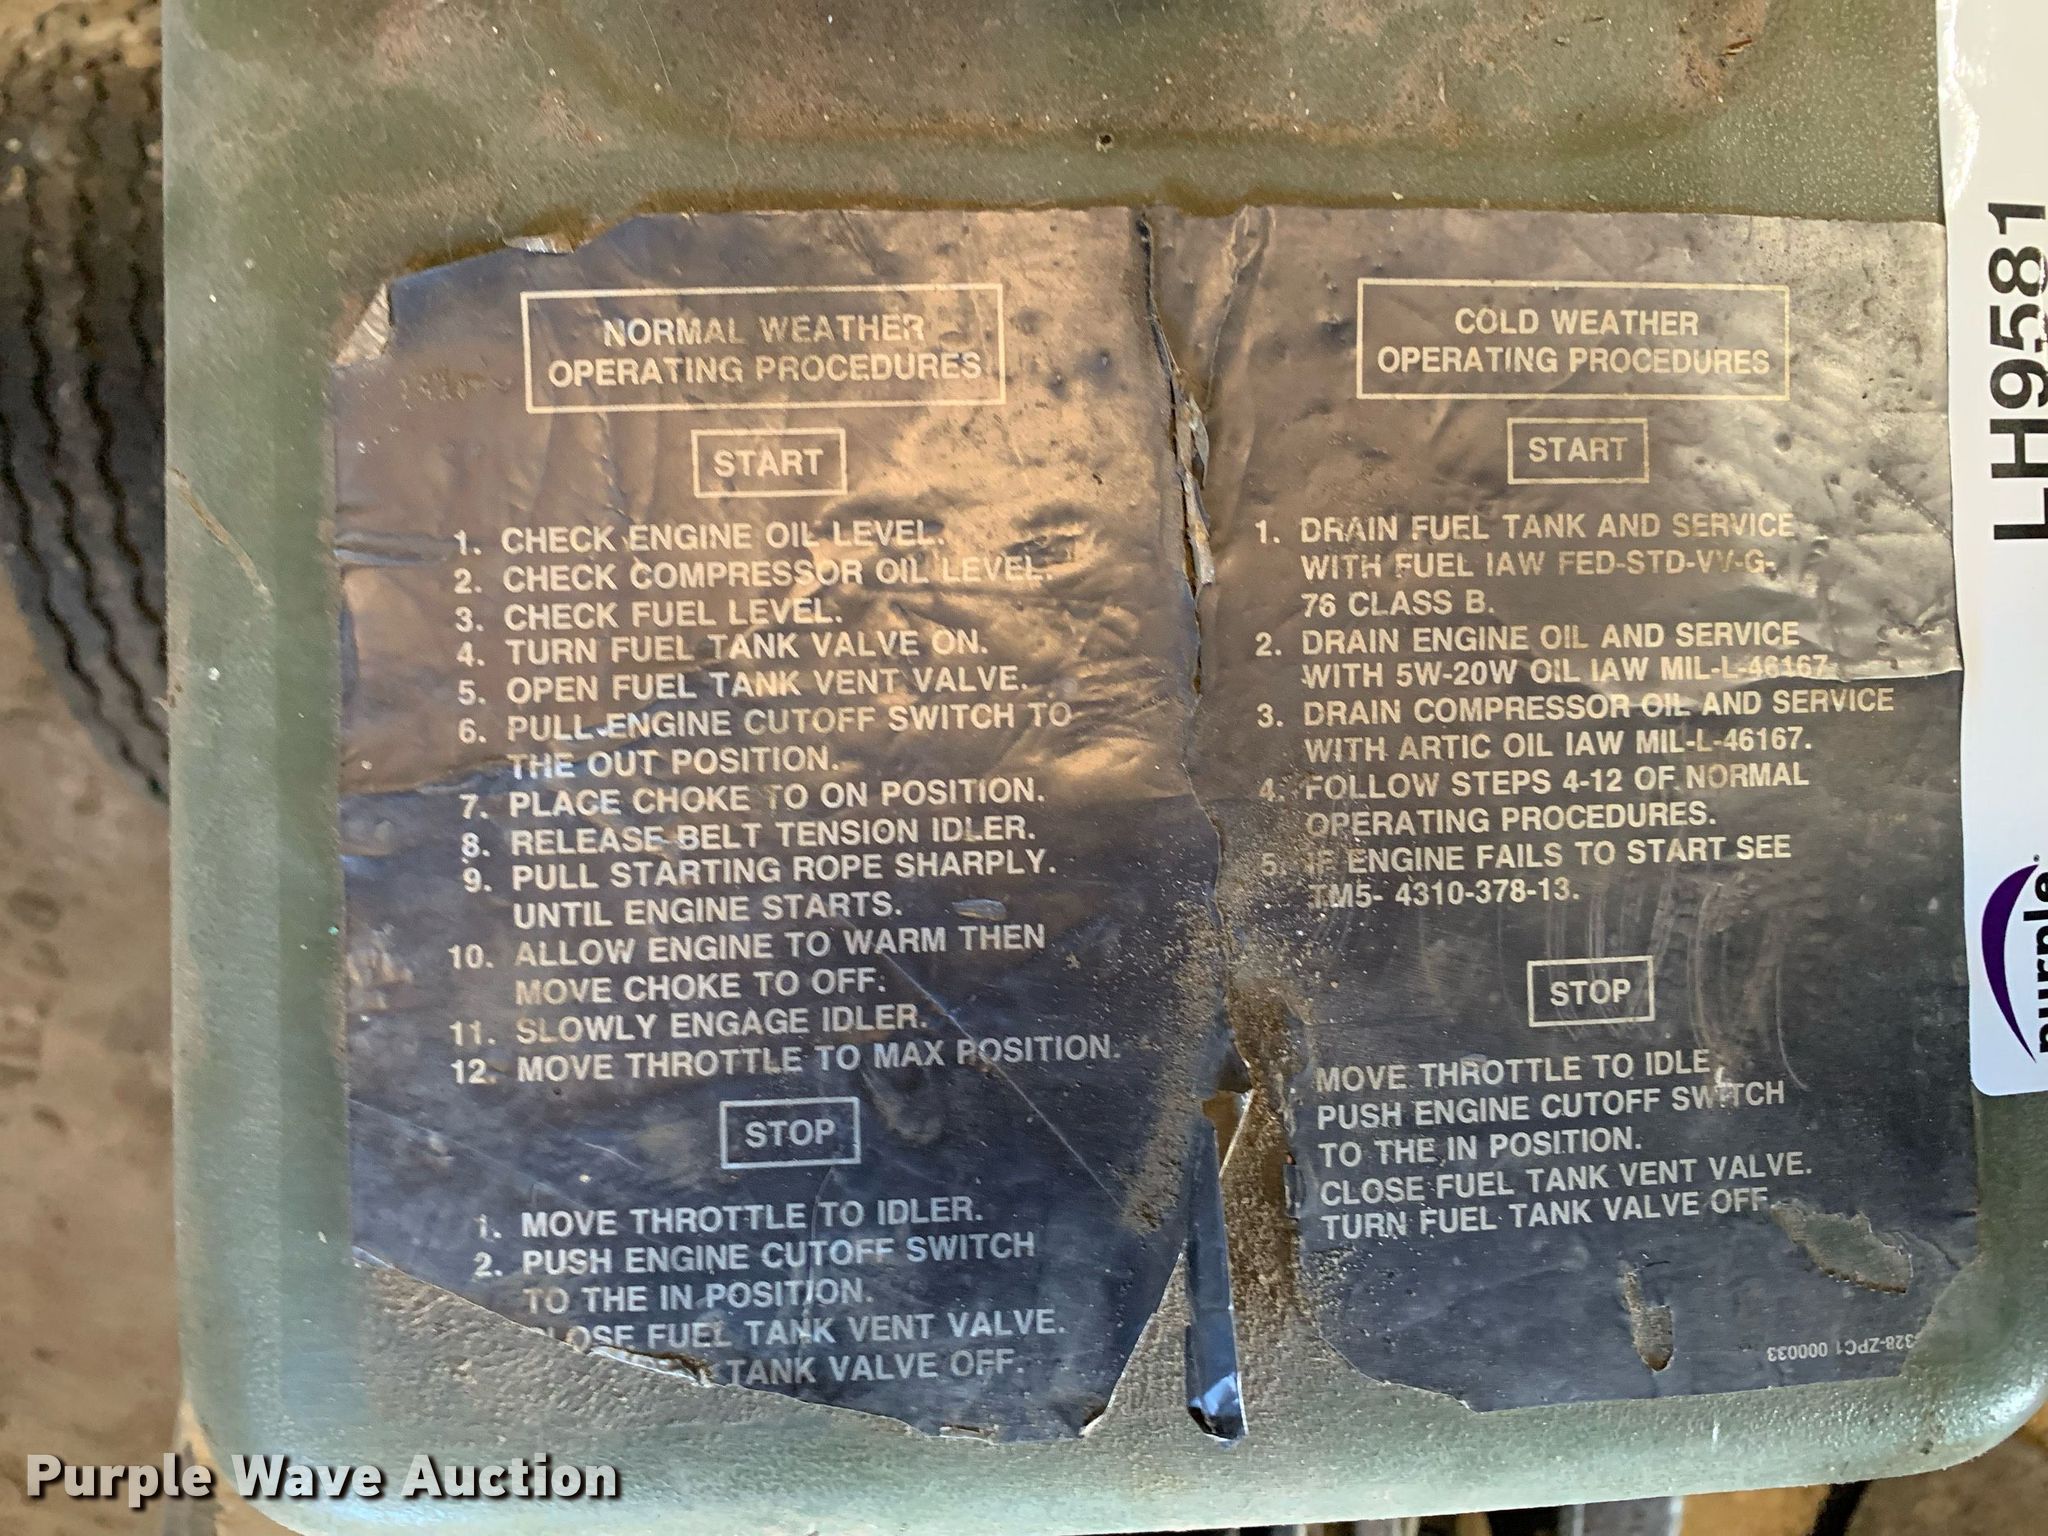 NORMAL WEATHER
OPERATING PROCEDURES
START
1. CHECK ENGINE OIL LEVEL.
2. CHECK COMPRESSOR OIL LEVEL.
3. CHECK FUEL LEVEL.
4. TURN FUEL TANK VALVE ON.
5. OPEN FUEL TANK VENT VALVE.
6. PULL ENGINE CUTOFF SWITCH TO
THE OUT POSITION.
7. PLACE CHOKE TO ON POSITION.
8. RELEASE BELT TENSION IDLER.
9. PULL STARTING ROPE SHARPLY.
UNTIL ENGINE STARTS.
10. ALLOW ENGINE TO WARM THEN
MOVE CHOKE TO OFF.
11. SLOWLY ENGAGE IDLER.
12. MOVE THROTTLE TO MAX POSITION.
STOP
1. MOVE THROTTLE TO IDLER.
2. PUSH ENGINE CUTOFF SWITCH
TO THE IN POSITION.
CLOSE FUEL TANK VENT VALVE.
TANK VALVE OFF.
COLD WEATHER
OPERATING PROCEDURES
START
1. DRAIN FUEL TANK AND SERVICE
WITH FUEL IAW FED-STD-VV-G-
76 CLASS B.
2. DRAIN ENGINE OIL AND SERVICE
WITH 5W-20W OIL IAW MIL-L-46167.
3. DRAIN COMPRESSOR OIL AND SERVICE
WITH ARTIC OIL IAW MIL-L-46167.
4. FOLLOW STEPS 4-12 OF NORMAL
OPERATING PROCEDURES.
5. IF ENGINE FAILS TO START SEE
TM5- 4310-378-13.
STOP
MOVE THROTTLE TO IDLE,
PUSH ENGINE CUTOFF SWITCH
TO THE IN POSITION.
CLOSE FUEL TANK VENT VALVE.
TURN FUEL TANK VALVE OFF
328-ZPC1 000033
LH9581
purple
Purple Wave Auction